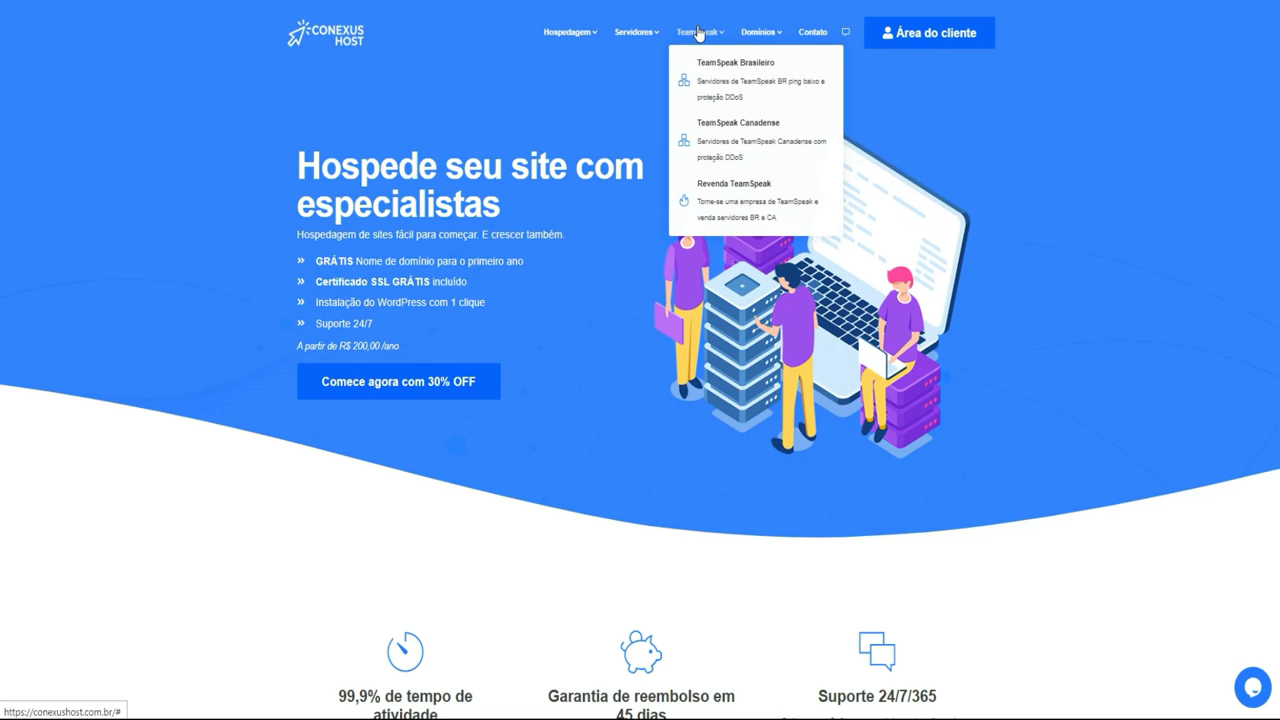 CONEXUS
HOST
Hospedagem
Servidores
TeamSpeak
Domínios
Contato
Área do cliente
TeamSpeak Brasileiro
Servidores de TeamSpeak BR ping baixo e
proteção DDoS
TeamSpeak Canadense
Servidores de TeamSpeak Canadense com
proteção DDoS
Revenda TeamSpeak
Torne-se uma empresa de TeamSpeak e
venda servidores BR e CA
Hospede seu site com
especialistas
Hospedagem de sites fácil para começar. E crescer também.
GRÁTIS Nome de domínio para o primeiro ano
Certificado SSL GRÁTIS incluído
Instalação do WordPress com 1 clique
Suporte 24/7
A partir de R$ 200,00 /ano
Comece agora com 30% OFF
99,9% de tempo de
atividade
Garantia de reembolso em
45 dias
Suporte 24/7/365
https://conexushost.com.br/#